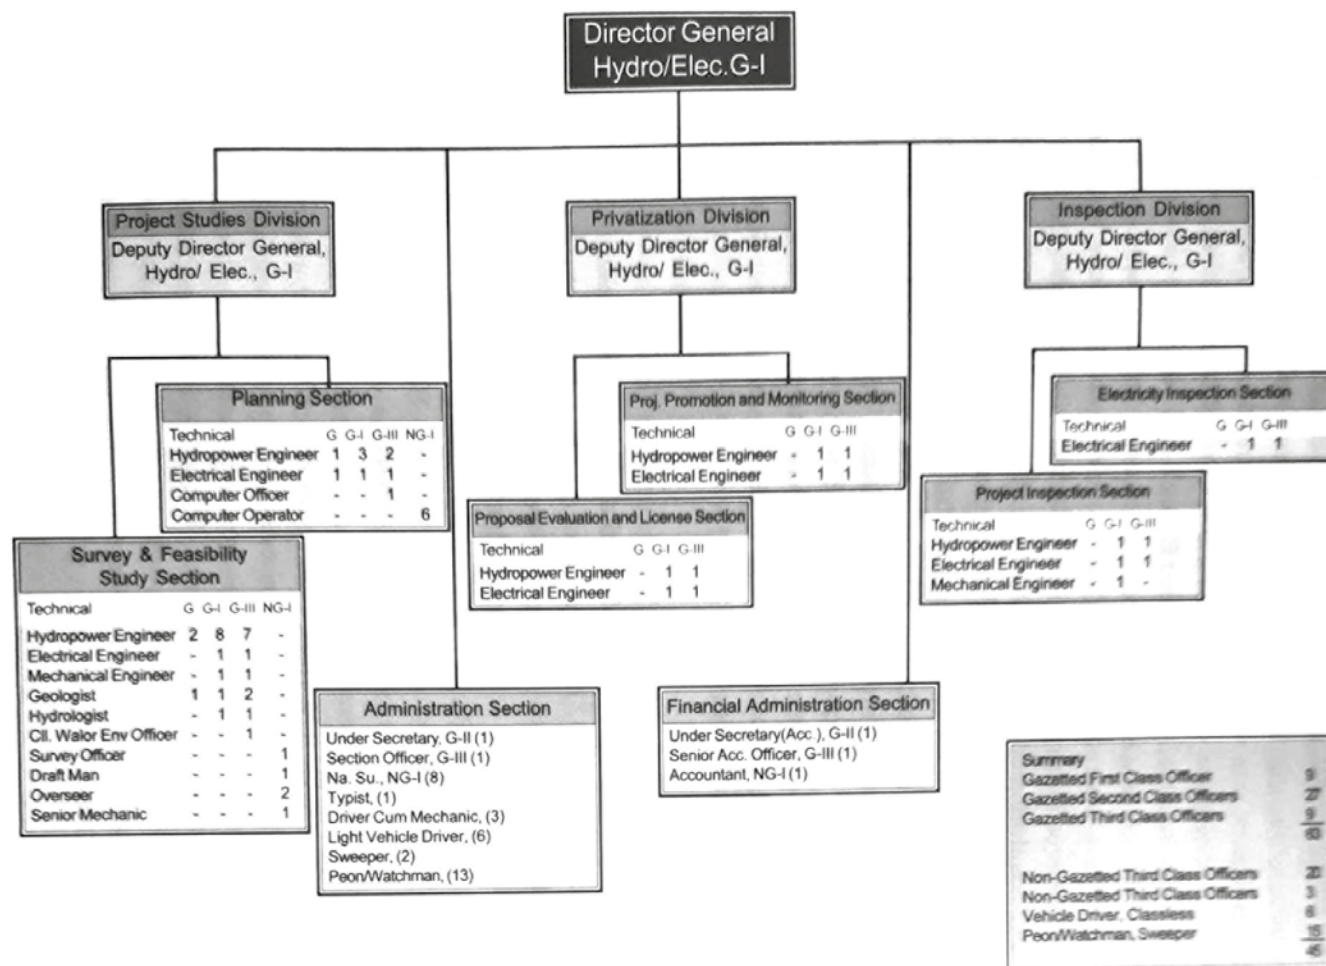 Director General
Hydro/Elec.G-I
Project Studies Division
Deputy Director General,
Hydro/ Elec., G-I
Privatization Division
Deputy Director General,
Hydro/ Elec., G-I
Inspection Division
Deputy Director General,
Hydro/ Elec., G-I
Planning Section
Technical G G-I G-III NG-I
Hydropower Engineer 1 3 2 -
Electrical Engineer 1 1 1 -
Computer Officer - - 1 -
Computer Operator - - - 6
Survey & Feasibility
Study Section
Technical G G-I G-III NG-I
Hydropower Engineer 2 8 7 -
Electrical Engineer - 1 1 -
Mechanical Engineer - 1 1 -
Geologist 1 1 2 -
Hydrologist - 1 1 -
Cll. Walor Env Officer - - 1 -
Survey Officer - - - 1
Draft Man - - - 1
Overseer - - - 2
Senior Mechanic - - - 1
Proj. Promotion and Monitoring Section
Technical G G-I G-III
Hydropower Engineer - 1 1
Electrical Engineer - 1 1
Proposal Evaluation and License Section
Technical G G-I G-III
Hydropower Engineer - 1 1
Electrical Engineer - 1 1
Electricity Inspection Section
Technical G G-I G-III
Electrical Engineer - 1 1
Project Inspection Section
Technical G G-I G-III
Hydropower Engineer - 1 1
Electrical Engineer - 1 1
Mechanical Engineer - 1 -
Administration Section
Under Secretary, G-II (1)
Section Officer, G-III (1)
Na. Su., NG-I (8)
Typist, (1)
Driver Cum Mechanic, (3)
Light Vehicle Driver, (6)
Sweeper, (2)
Peon/Watchman, (13)
Financial Administration Section
Under Secretary(Acc.), G-II (1)
Senior Acc. Officer, G-III (1)
Accountant, NG-I (1)
Summary
Gazetted First Class Officer 9
Gazetted Second Class Officers 27
Gazetted Third Class Officers 9
Non-Gazetted Third Class Officers 20
Non-Gazetted Third Class Officers 3
Vehicle Driver, Classless
Peon/Watchman, Sweeper